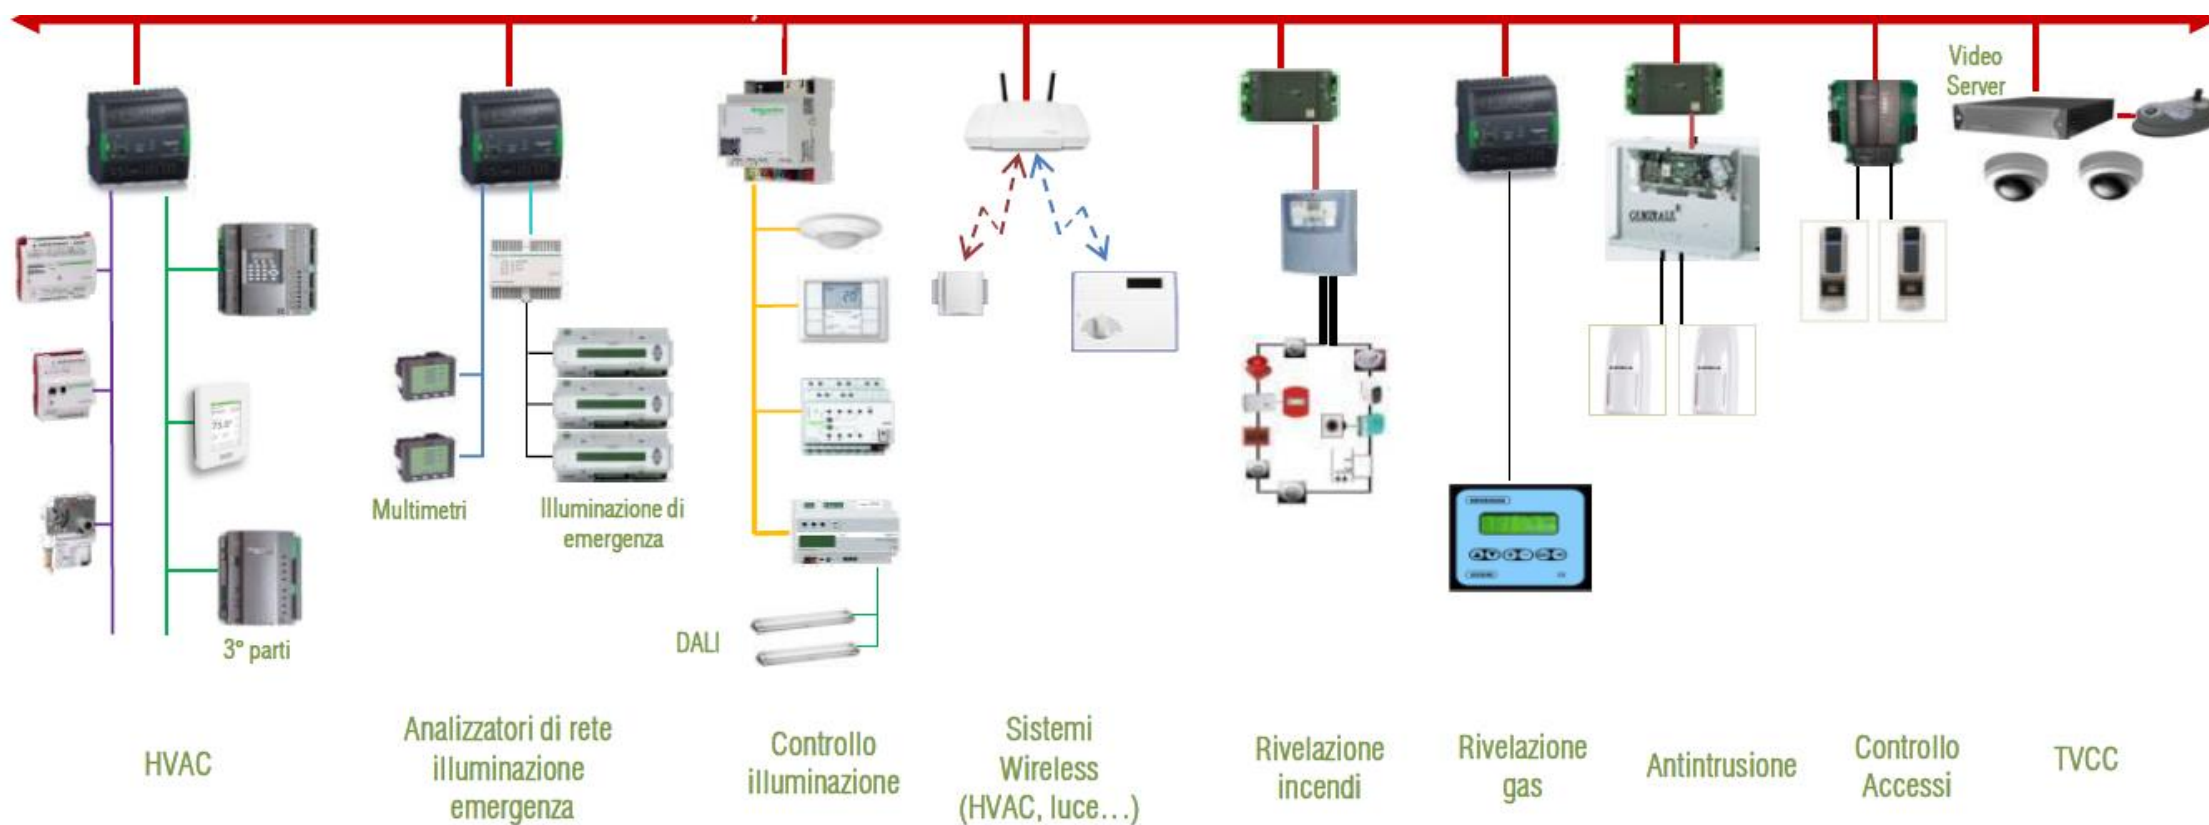 Video
Server
GENERALE
Multimetri
Illuminazione di
emergenza
3° parti
DALI
HVAC
Analizzatori di rete
illuminazione
emergenza
Controllo
illuminazione
Sistemi
Wireless
(HVAC, luce...)
Rivelazione
incendi
Rivelazione
gas
Antintrusione
Controllo
Accessi
TVCC